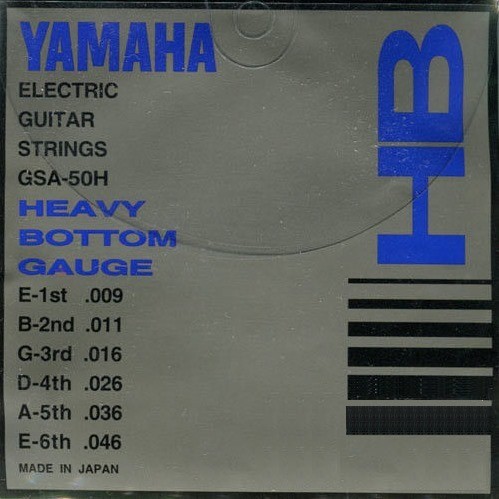 YAMAHA
ELECTRIC
GUITAR
STRINGS
GSA-50H
HEAVY
BOTTOM
GAUGE
E-1st .009
B-2nd .011
G-3rd .016
D-4th .026
A-5th .036
E-6th .046
MADE IN JAPAN
HB